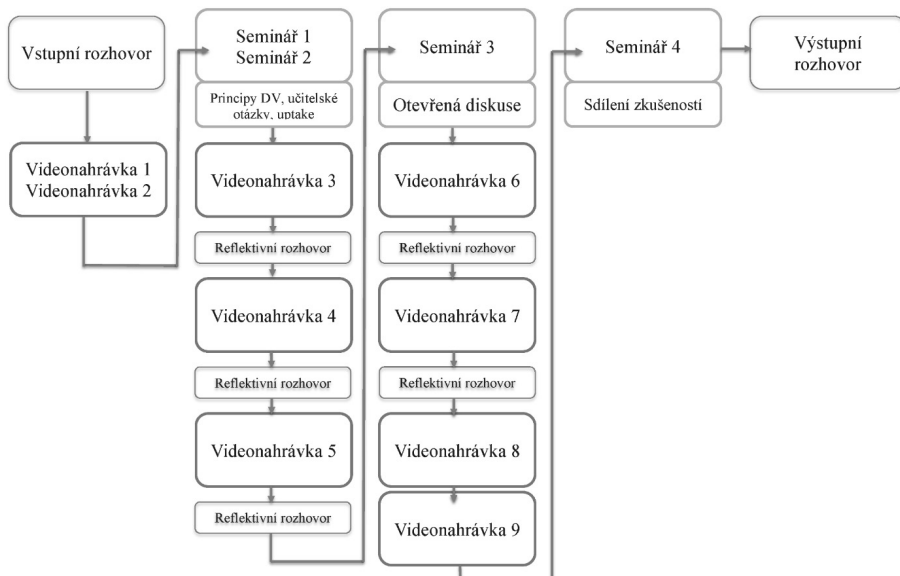 Vstupní rozhovor
Videonahrávka 1
Videonahrávka 2
Seminář 1
Seminář 2
Principy DV, učitelské
otázky, uptake
Videonahrávka 3
Reflektivní rozhovor
Videonahrávka 4
Reflektivní rozhovor
Videonahrávka 5
Reflektivní rozhovor
Seminář 3
Otevřená diskuse
Videonahrávka 6
Reflektivní rozhovor
Videonahrávka 7
Reflektivní rozhovor
Videonahrávka 8
Videonahrávka 9
Seminář 4
Sdílení zkušeností
Výstupní
rozhovor